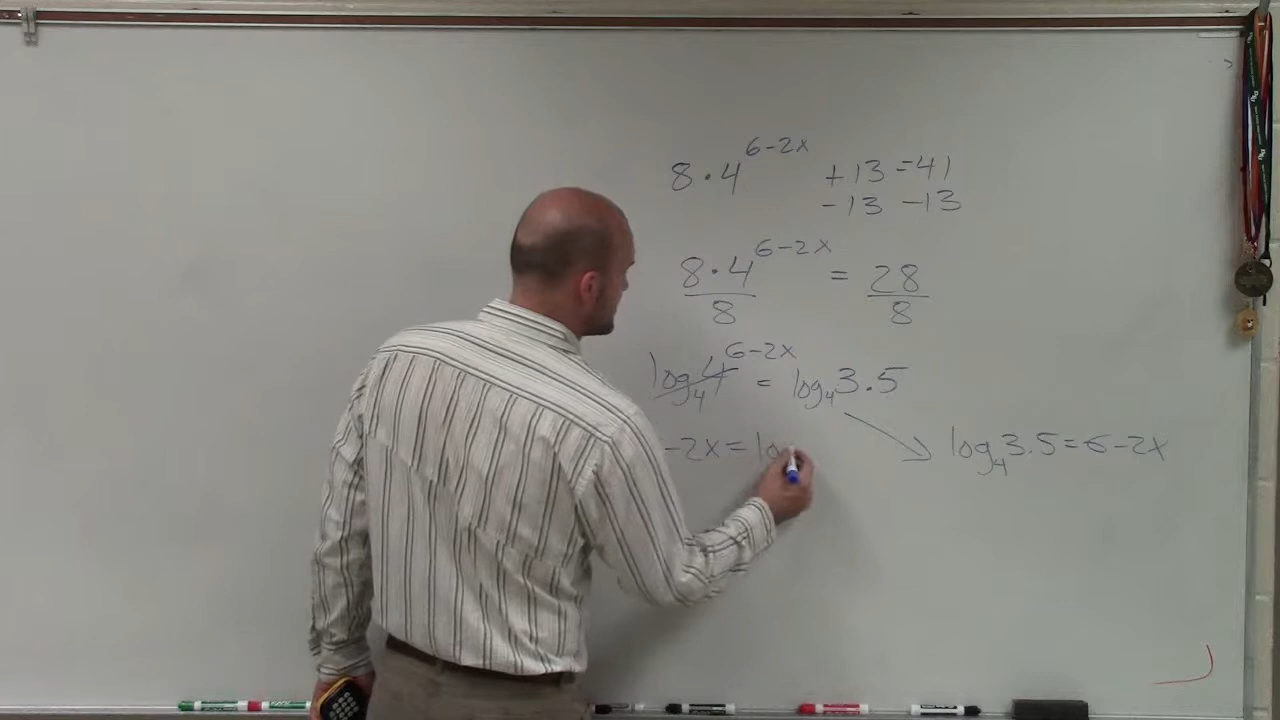 8·4^{6-2x} +13=41
-13 -13
8·4^{6-2x} = 28
8 8
log₄4^{6-2x} = log₄3.5
-2x=lo
log₄3.5=6-2x